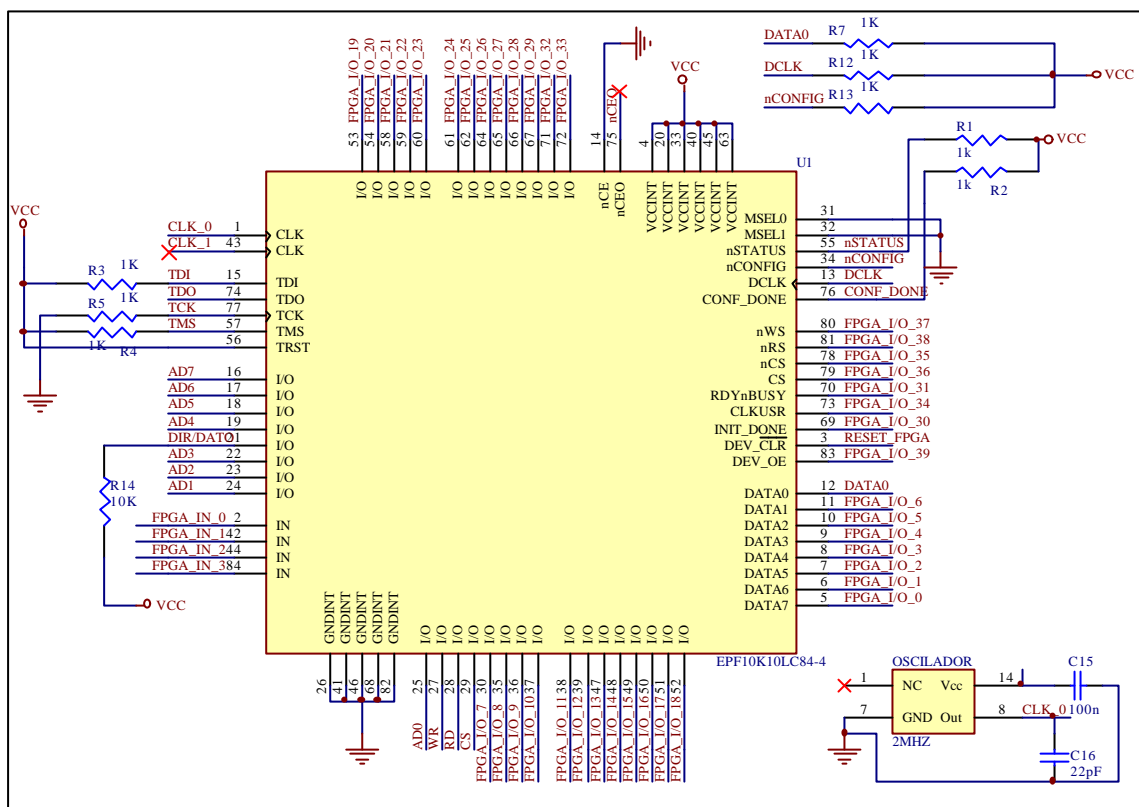 FPGA_I/O_19
FPGA_I/O_20
FPGA_I/O_21
FPGA_I/O_22
FPGA_I/O_23
FPGA_I/O_24
FPGA_I/O_25
FPGA_I/O_26
FPGA_I/O_27
FPGA_I/O_28
FPGA_I/O_29
FPGA_I/O_32
FPGA_I/O_33
nCEO
53 54 58 59 60 61 62 64 65 66 67 71 72 14 75
VCC
4 20 33 40 45 63
DATA0 R7 1K
DCLK R12 1K
nCONFIG R13 1K
VCC
R1
1k
VCC
1k R2
U1
I/O I/O I/O I/O I/O I/O I/O I/O I/O I/O I/O I/O I/O nCE nCEO VCCINT VCCINT VCCINT VCCINT VCCINT VCCINT
VCC
CLK_0 1 CLK
CLK_1 43 CLK
R3 1K TDI 15 TDI
TDO 74 TDO
R5 1K TCK 77 TCK
1K R4 TMS 57 TMS
56 TRST
AD7 16 I/O
AD6 17 I/O
AD5 18 I/O
AD4 19 I/O
DIR/DATO 21 I/O
AD3 22 I/O
AD2 23 I/O
AD1 24 I/O
R14
10K
FPGA_IN_0 2 IN
FPGA_IN_1 42 IN
FPGA_IN_2 44 IN
FPGA_IN_3 84 IN
VCC
MSEL0 31
MSEL1 32
nSTATUS 55 nSTATUS
nCONFIG 34 nCONFIG
DCLK 13 DCLK
CONF_DONE 76 CONF_DONE
nWS 80 FPGA_I/O_37
nRS 81 FPGA_I/O_38
nCS 78 FPGA_I/O_35
CS 79 FPGA_I/O_36
RDYnBUSY 70 FPGA_I/O_31
CLKUSR 73 FPGA_I/O_34
INIT_DONE 69 FPGA_I/O_30
DEV_CLR 3 RESET_FPGA
DEV_OE 83 FPGA_I/O_39
DATA0 12 DATA0
DATA1 11 FPGA_I/O_6
DATA2 10 FPGA_I/O_5
DATA3 9 FPGA_I/O_4
DATA4 8 FPGA_I/O_3
DATA5 7 FPGA_I/O_2
DATA6 6 FPGA_I/O_1
DATA7 5 FPGA_I/O_0
GNDINT GNDINT GNDINT GNDINT GNDINT I/O I/O I/O I/O I/O I/O I/O I/O I/O I/O I/O I/O I/O I/O I/O I/O
EPF10K10LC84-4
26 41 46 68 82
AD0 25
WR 27
RD 28
CS 29
FPGA_I/O_7 30
FPGA_I/O_8 35
FPGA_I/O_9 36
FPGA_I/O_10 37
FPGA_I/O_11 38
FPGA_I/O_12 39
FPGA_I/O_13 47
FPGA_I/O_14 48
FPGA_I/O_15 49
FPGA_I/O_16 50
FPGA_I/O_17 51
FPGA_I/O_18 52
OSCILADOR
1 NC Vcc 14
7 GND Out 8 CLK_0
2MHZ
C15
100n
C16
22pF